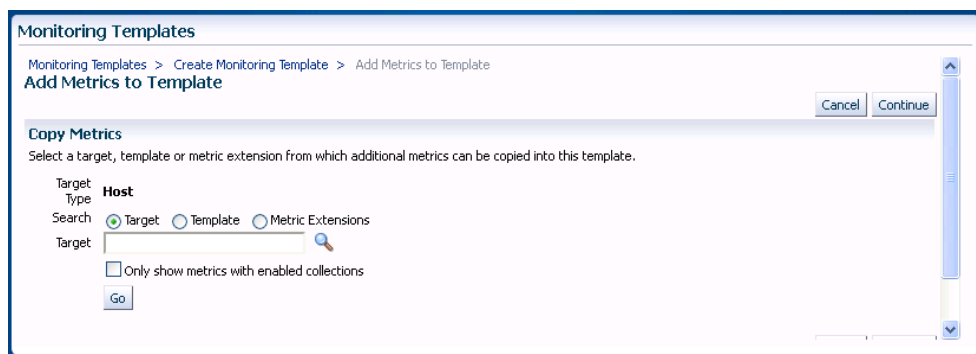 Monitoring Templates
Monitoring Templates > Create Monitoring Template > Add Metrics to Template
Add Metrics to Template
Cancel Continue
Copy Metrics
Select a target, template or metric extension from which additional metrics can be copied into this template.
Target Type Host
Search Target Template Metric Extensions
Target
Only show metrics with enabled collections
Go